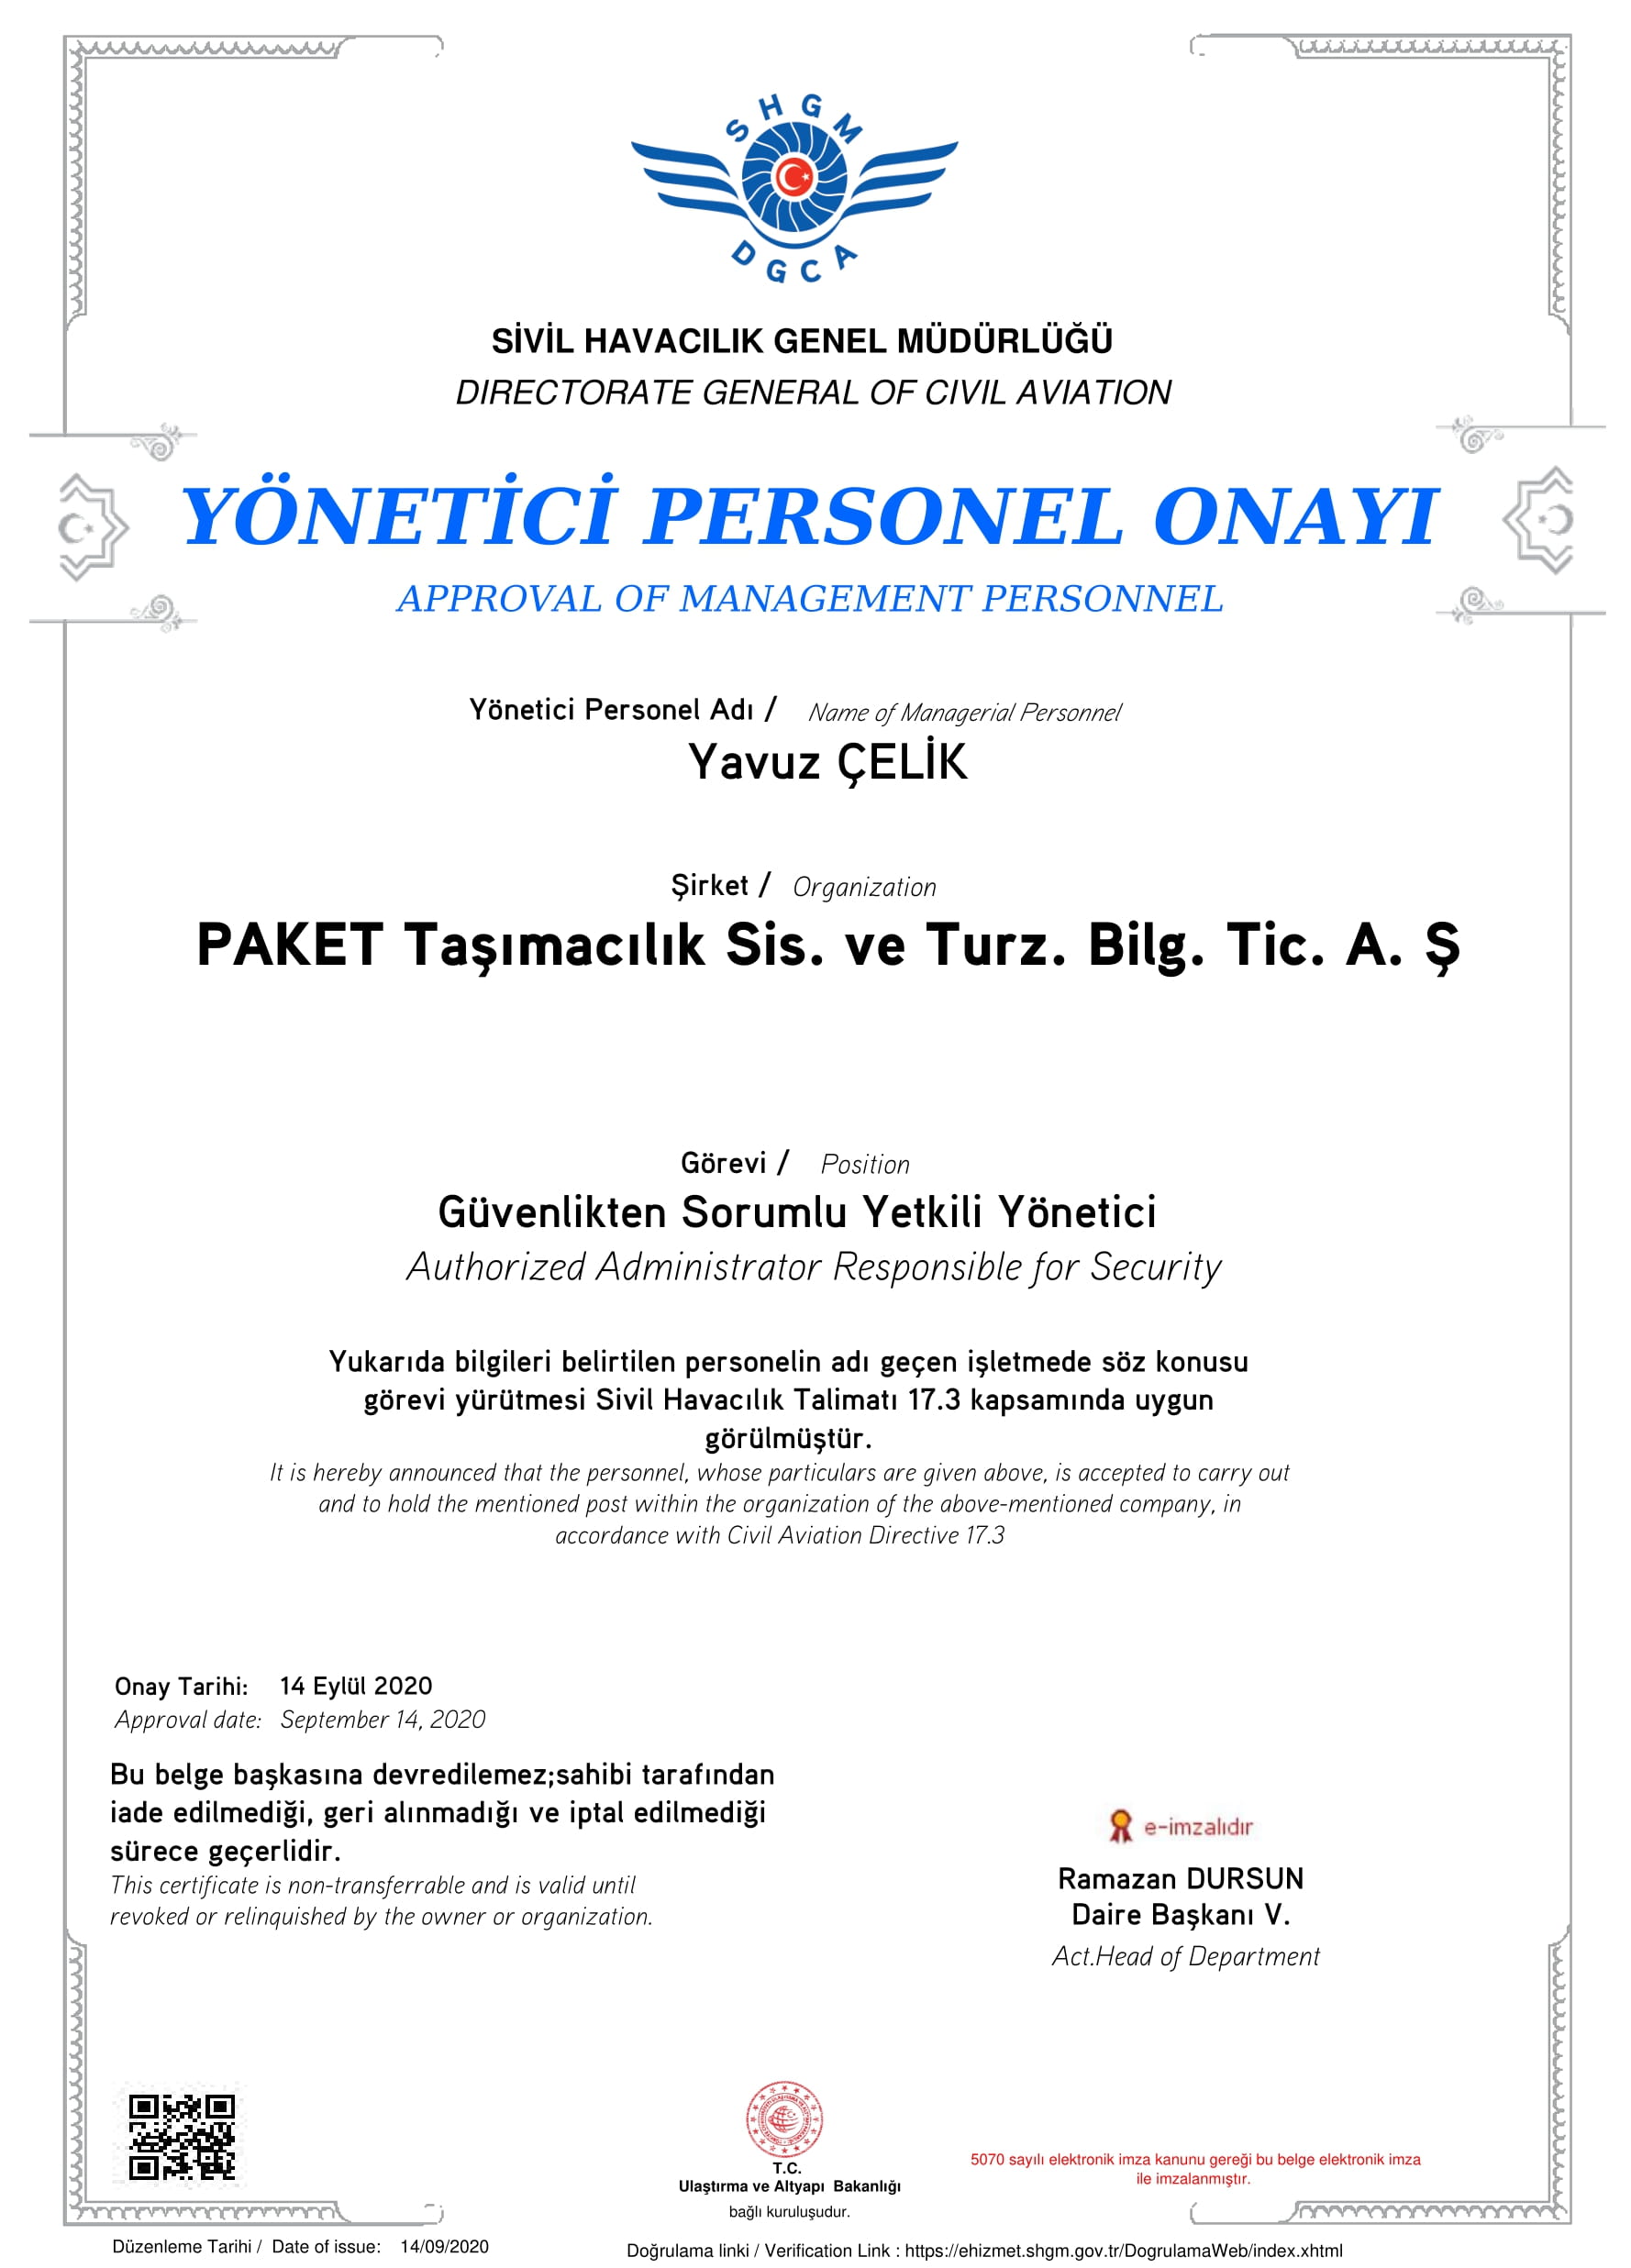 SHGM
DGCA
SİVİL HAVACILIK GENEL MÜDÜRLÜĞÜ
DIRECTORATE GENERAL OF CIVIL AVIATION
YÖNETİCİ PERSONEL ONAYI
APPROVAL OF MANAGEMENT PERSONNEL
Yönetici Personel Adı / Name of Managerial Personnel
Yavuz ÇELİK
Şirket / Organization
PAKET Taşımacılık Sis. ve Turz. Bilg. Tic. A. Ş
Görevi / Position
Güvenlikten Sorumlu Yetkili Yönetici
Authorized Administrator Responsible for Security
Yukarıda bilgileri belirtilen personelin adı geçen işletmede söz konusu
görevi yürütmesi Sivil Havacılık Talimatı 17.3 kapsamında uygun
görülmüştür.
It is hereby announced that the personnel, whose particulars are given above, is accepted to carry out
and to hold the mentioned post within the organization of the above-mentioned company, in
accordance with Civil Aviation Directive 17.3
Onay Tarihi: 14 Eylül 2020
Approval date: September 14, 2020
Bu belge başkasına devredilemez;sahibi tarafından
iade edilmediği, geri alınmadığı ve iptal edilmediği
sürece geçerlidir.
This certificate is non-transferrable and is valid until
revoked or relinquished by the owner or organization.
e-imzalıdır
Ramazan DURSUN
Daire Başkanı V.
Act.Head of Department
T.C.
Ulaştırma ve Altyapı Bakanlığı
bağlı kuruluşudur.
5070 sayılı elektronik imza kanunu gereği bu belge elektronik imza
ile imzalanmıştır.
Düzenleme Tarihi / Date of issue: 14/09/2020
Doğrulama linki / Verification Link : https://ehizmet.shgm.gov.tr/DogrulamaWeb/index.xhtml